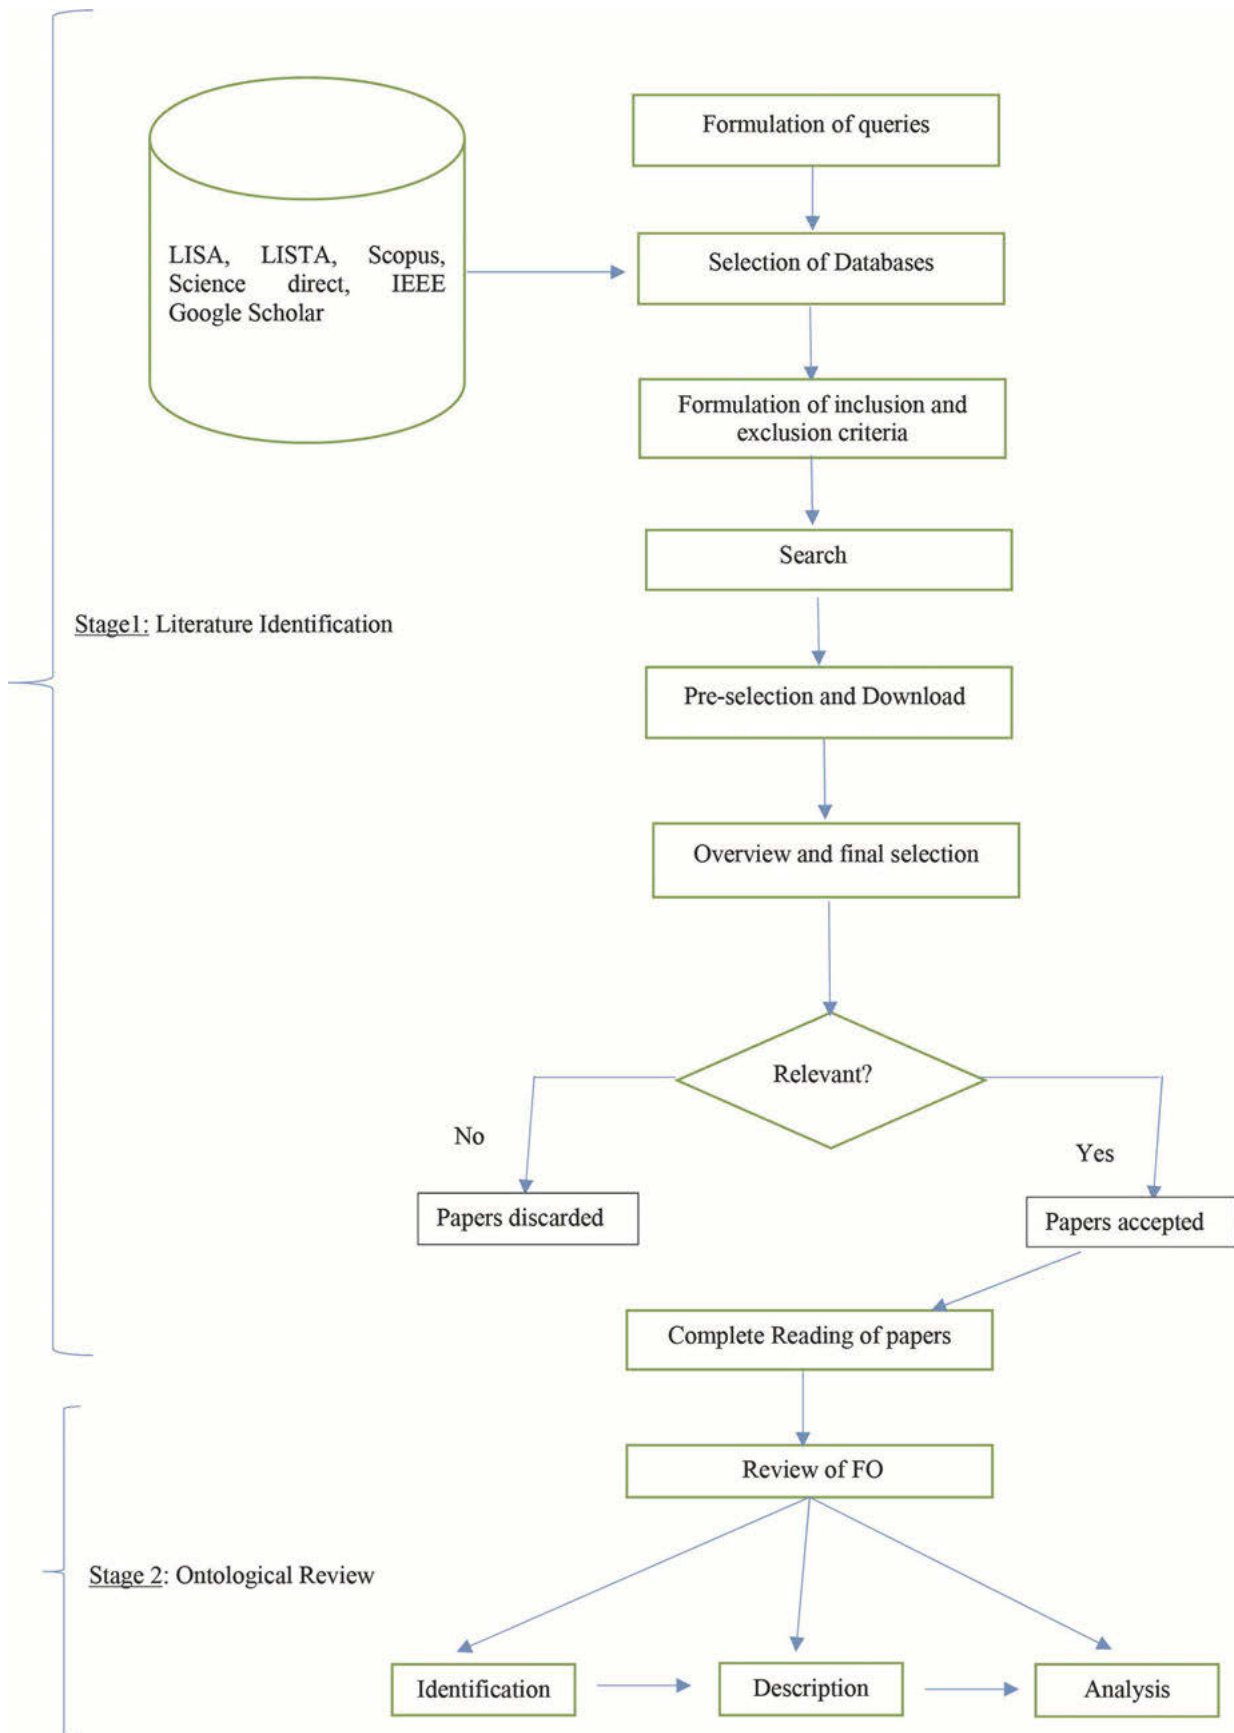 Formulation of queries
LISA, LISTA, Scopus,
Science direct, IEEE
Google Scholar
Selection of Databases
Formulation of inclusion and
exclusion criteria
Search
Stage1: Literature Identification
Pre-selection and Download
Overview and final selection
Relevant?
No
Yes
Papers discarded
Papers accepted
Complete Reading of papers
Review of FO
Stage 2: Ontological Review
Identification
Description
Analysis